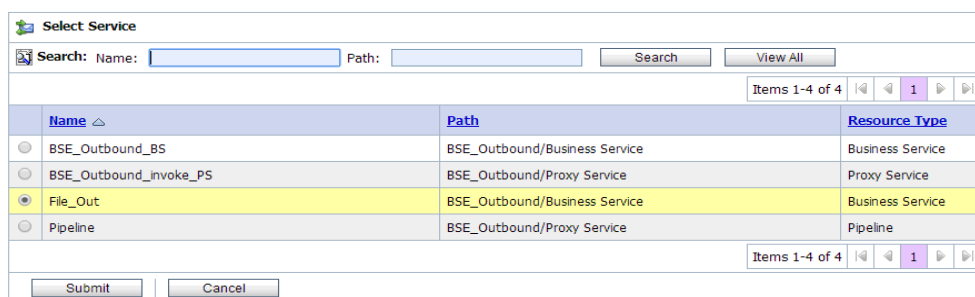 Select Service
Search: Name: Path: Search View All
Items 1-4 of 4 1
Name Path Resource Type
BSE_Outbound_BS BSE_Outbound/Business Service Business Service
BSE_Outbound_invoke_PS BSE_Outbound/Proxy Service Proxy Service
File_Out BSE_Outbound/Business Service Business Service
Pipeline BSE_Outbound/Proxy Service Pipeline
Items 1-4 of 4 1
Submit Cancel